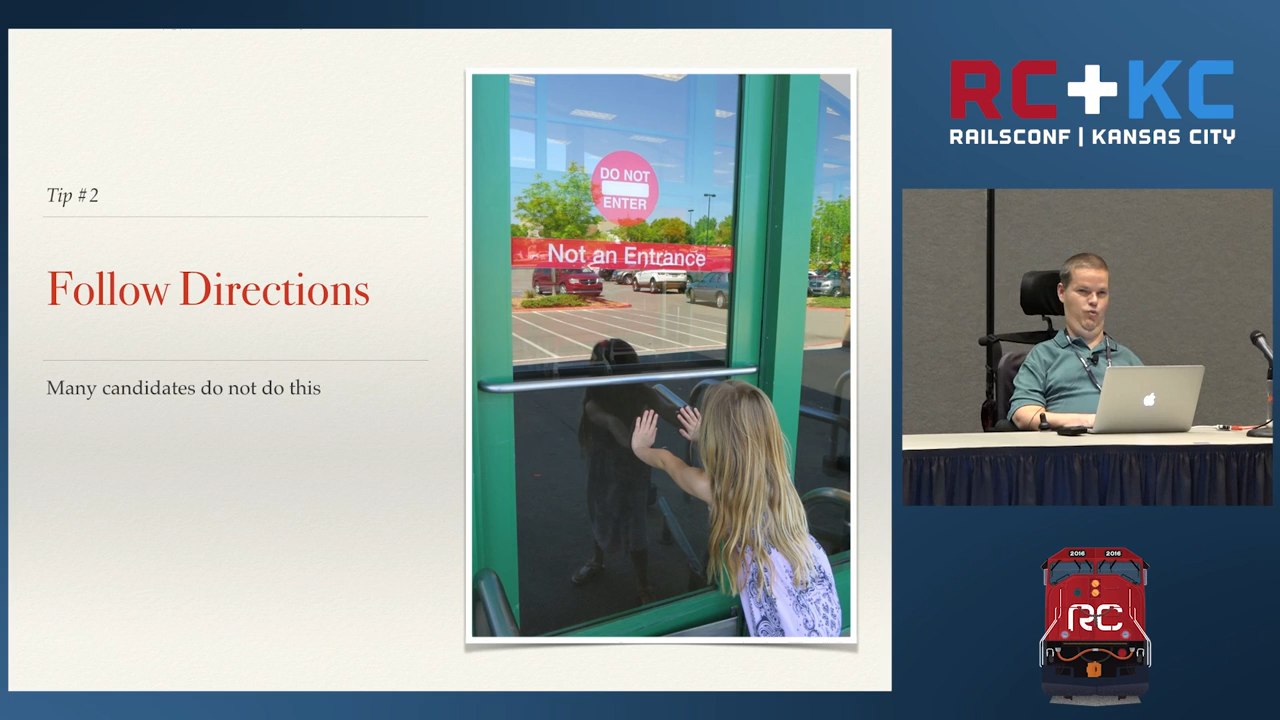 Tip #2
Follow Directions
Many candidates do not do this
DO NOT
ENTER
Not an Entrance
RC+KC
RAILSCONF | KANSAS CITY
2016 2016
RC